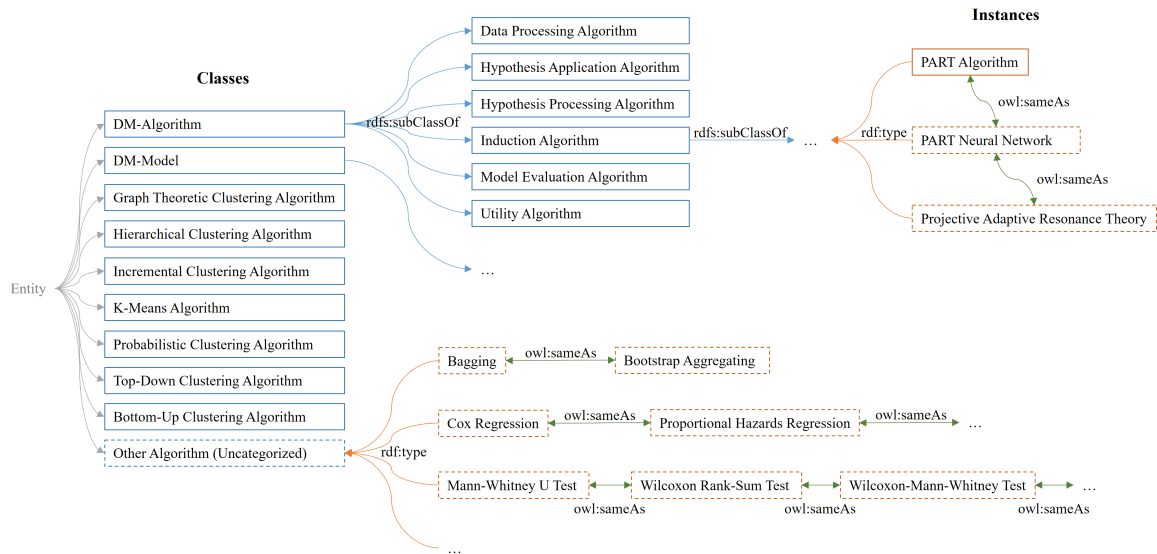 Instances
Classes
Data Processing Algorithm
Hypothesis Application Algorithm
Hypothesis Processing Algorithm
Induction Algorithm
Model Evaluation Algorithm
Utility Algorithm
...
rdfs:subClassOf
rdfs:subClassOf
...
PART Algorithm
owl:sameAs
rdf:type
PART Neural Network
owl:sameAs
Projective Adaptive Resonance Theory
Entity
DM-Algorithm
DM-Model
Graph Theoretic Clustering Algorithm
Hierarchical Clustering Algorithm
Incremental Clustering Algorithm
K-Means Algorithm
Probabilistic Clustering Algorithm
Top-Down Clustering Algorithm
Bottom-Up Clustering Algorithm
Other Algorithm (Uncategorized)
rdf:type
Bagging
owl:sameAs
Bootstrap Aggregating
Cox Regression
owl:sameAs
Proportional Hazards Regression
owl:sameAs
...
Mann-Whitney U Test
owl:sameAs
Wilcoxon Rank-Sum Test
owl:sameAs
Wilcoxon-Mann-Whitney Test
owl:sameAs
...
...